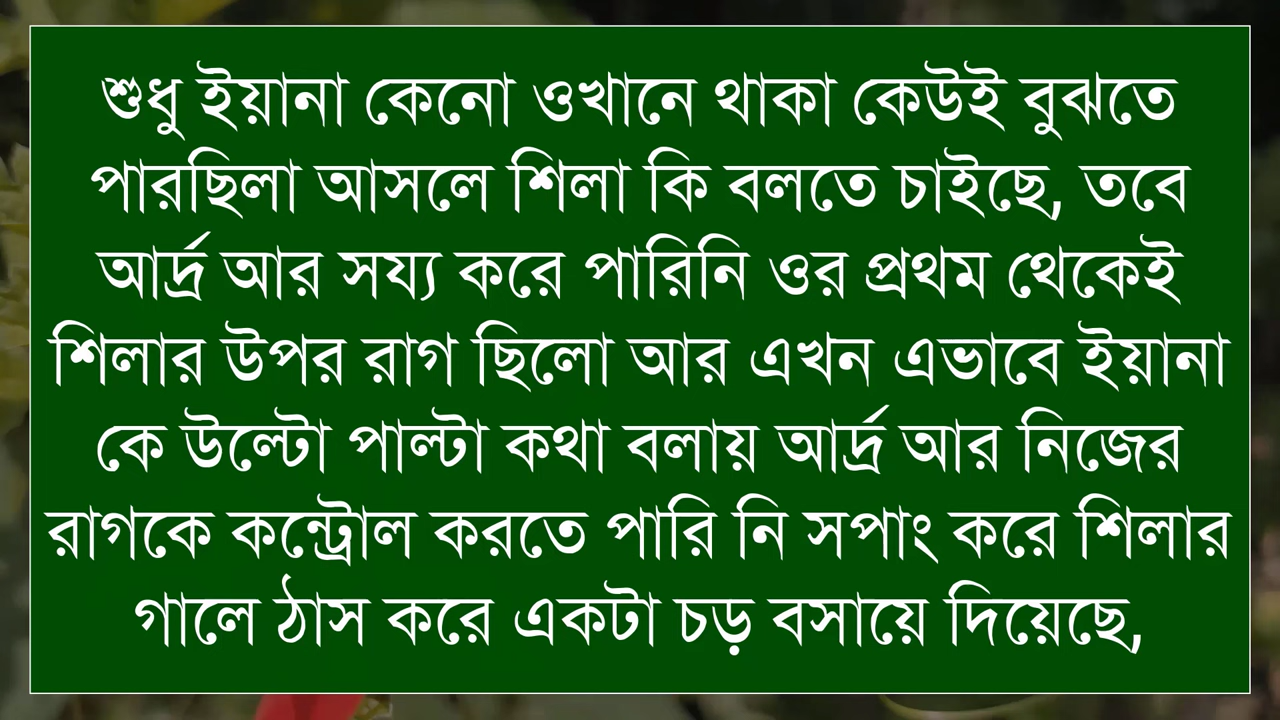 শুধু ইয়ানা কেনো ওখানে থাকা কেউই বুঝতে
পারছিলা আসলে শিলা কি বলতে চাইছে, তবে
আর্দ্র আর সয্য করে পারিনি ওর প্রথম থেকেই
শিলার উপর রাগ ছিলো আর এখন এভাবে ইয়ানা
কে উল্টো পাল্টা কথা বলায় আর্দ্র আর নিজের
রাগকে কন্ট্রোল করতে পারি নি সপাং করে শিলার
গালে ঠাস করে একটা চড় বসায়ে দিয়েছে,